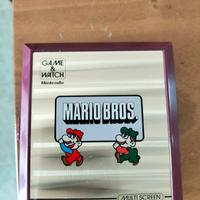 GAME &
WATCH
Nintendo
MARIO BROS.
MULTI SCREEN